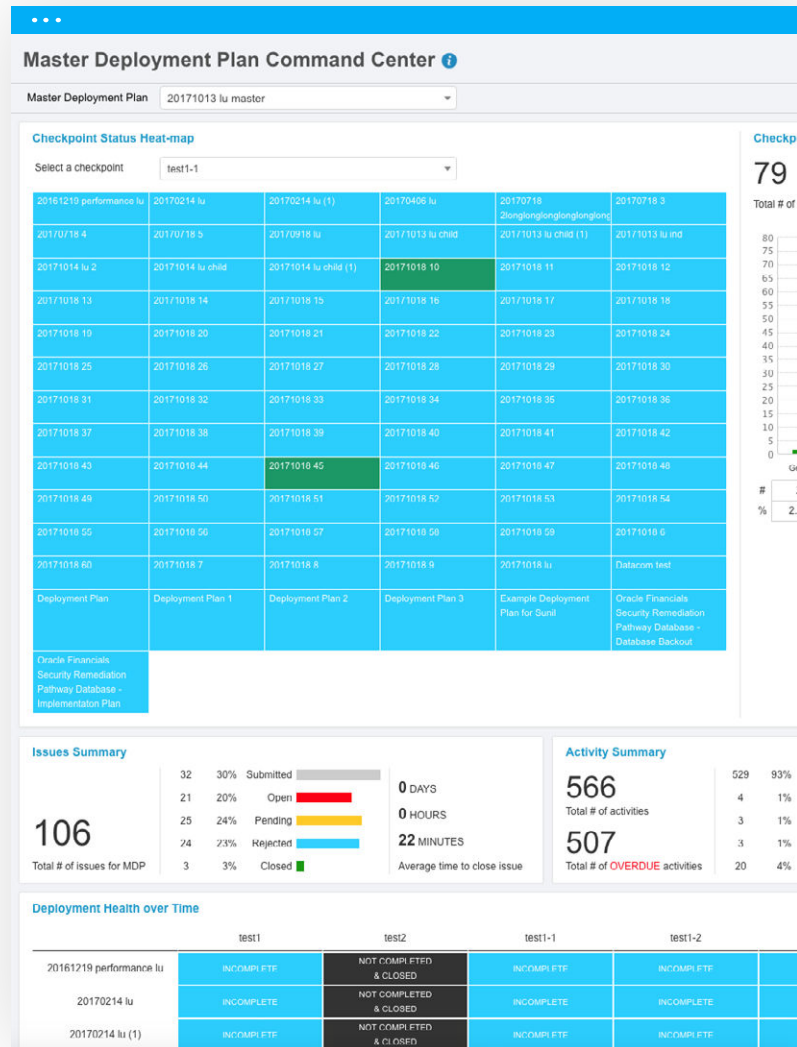 Master Deployment Plan Command Center i
Master Deployment Plan 20171013 lu master
Checkpoint Status Heat-map
Select a checkpoint test1-1
20161219 performance lu 20170214 lu 20170214 lu (1) 20170406 lu 20170718 20170718 3
2longlonglonglonglonglong
20170718 4 20170718 5 20170918 lu 20171013 lu child 20171013 lu child (1) 20171013 lu ind
20171014 lu 2 20171014 lu child 20171014 lu child (1) 20171018 10 20171018 11 20171018 12
20171018 13 20171018 14 20171018 15 20171018 16 20171018 17 20171018 18
20171018 19 20171018 20 20171018 21 20171018 22 20171018 23 20171018 24
20171018 25 20171018 26 20171018 27 20171018 28 20171018 29 20171018 30
20171018 31 20171018 32 20171018 33 20171018 34 20171018 35 20171018 36
20171018 37 20171018 38 20171018 39 20171018 40 20171018 41 20171018 42
20171018 43 20171018 44 20171018 45 20171018 46 20171018 47 20171018 48
20171018 49 20171018 50 20171018 51 20171018 52 20171018 53 20171018 54
20171018 55 20171018 56 20171018 57 20171018 58 20171018 59 20171018 6
20171018 60 20171018 7 20171018 8 20171018 9 20171018 lu Datacom test
Deployment Plan Deployment Plan 1 Deployment Plan 2 Deployment Plan 3 Example Deployment Oracle Financials
Plan for Sunil Security Remediation
Pathway Database -
Database Backout
Oracle Financials
Security Remediation
Pathway Database -
Implementaton Plan
Checkp
79
Total # of
80
75
70
65
60
55
50
45
40
35
30
25
20
15
10
5
0
#
% 2.
Issues Summary
106
Total # of issues for MDP
32 30% Submitted
21 20% Open
25 24% Pending
24 23% Rejected
3 3% Closed
0 DAYS
0 HOURS
22 MINUTES
Average time to close issue
Activity Summary
566
Total # of activities
507
Total # of OVERDUE activities
529 93%
4 1%
3 1%
3 1%
20 4%
Deployment Health over Time
test1 test2 test1-1 test1-2
20161219 performance lu INCOMPLETE NOT COMPLETED & CLOSED INCOMPLETE INCOMPLETE
20170214 lu INCOMPLETE NOT COMPLETED & CLOSED INCOMPLETE INCOMPLETE
20170214 lu (1) INCOMPLETE NOT COMPLETED & CLOSED INCOMPLETE INCOMPLETE